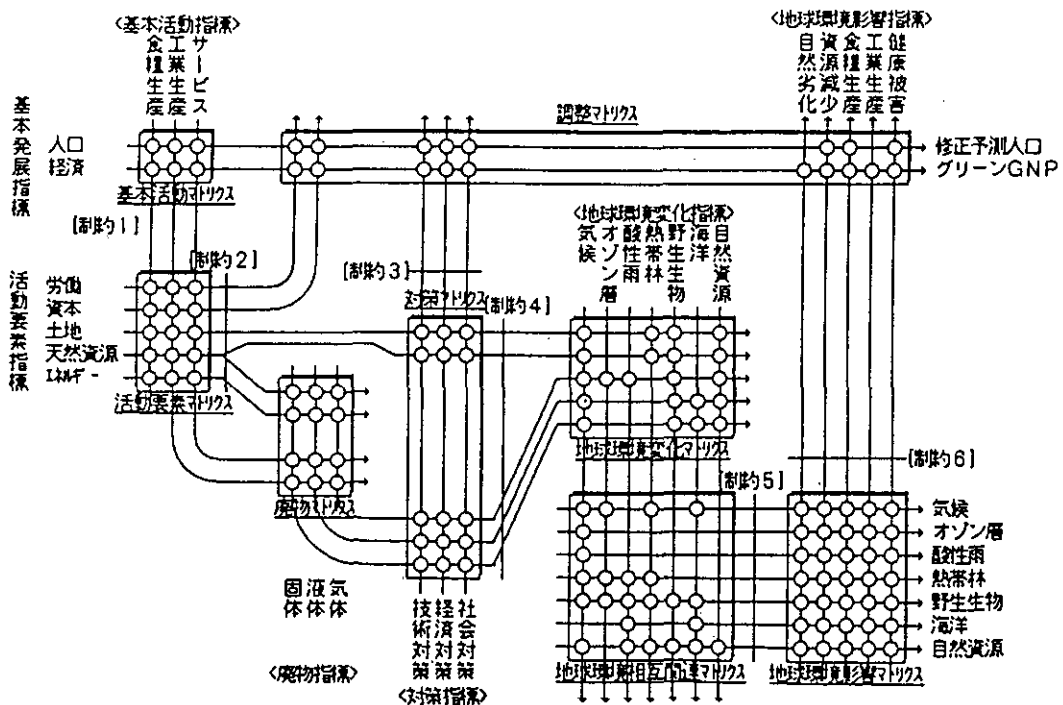 <基本活動指標>
食糧生産
工業生産
サービス
<地球環境影響指標>
自然劣化
資源減少
食糧生産
工業生産
健康被害
基本発展指標
人口
経済
調整マトリクス
修正予測人口
グリーンGNP
基本活動マトリクス
[制約1]
[制約2]
[制約3]
[制約4]
<地球環境変化指標>
気候
オゾン層
酸性雨
熱帯林
野生生物
海洋
自然資源
活動要素指標
労働
資本
土地
天然資源
エネルギー
活動要素マトリクス
対策マトリクス
廃物マトリクス
地球環境変化マトリクス
[制約5]
[制約6]
気候
オゾン層
酸性雨
熱帯林
野生生物
海洋
自然資源
固体
液体
気体
<廃物指標>
技術対策
経済対策
社会対策
<対策指標>
地球環境影響マトリクス